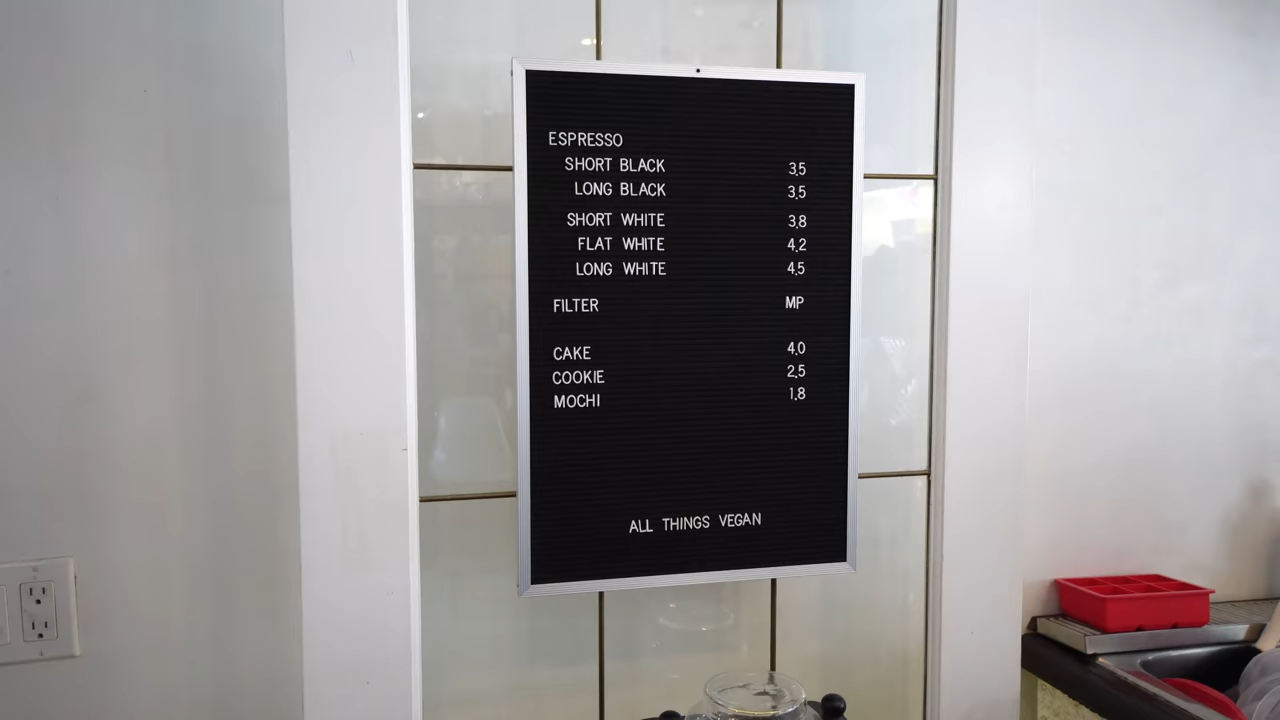 ESPRESSO
SHORT BLACK 3.5
LONG BLACK 3.5
SHORT WHITE 3.8
FLAT WHITE 4.2
LONG WHITE 4.5
FILTER MP
CAKE 4.0
COOKIE 2.5
MOCHI 1.8
ALL THINGS VEGAN